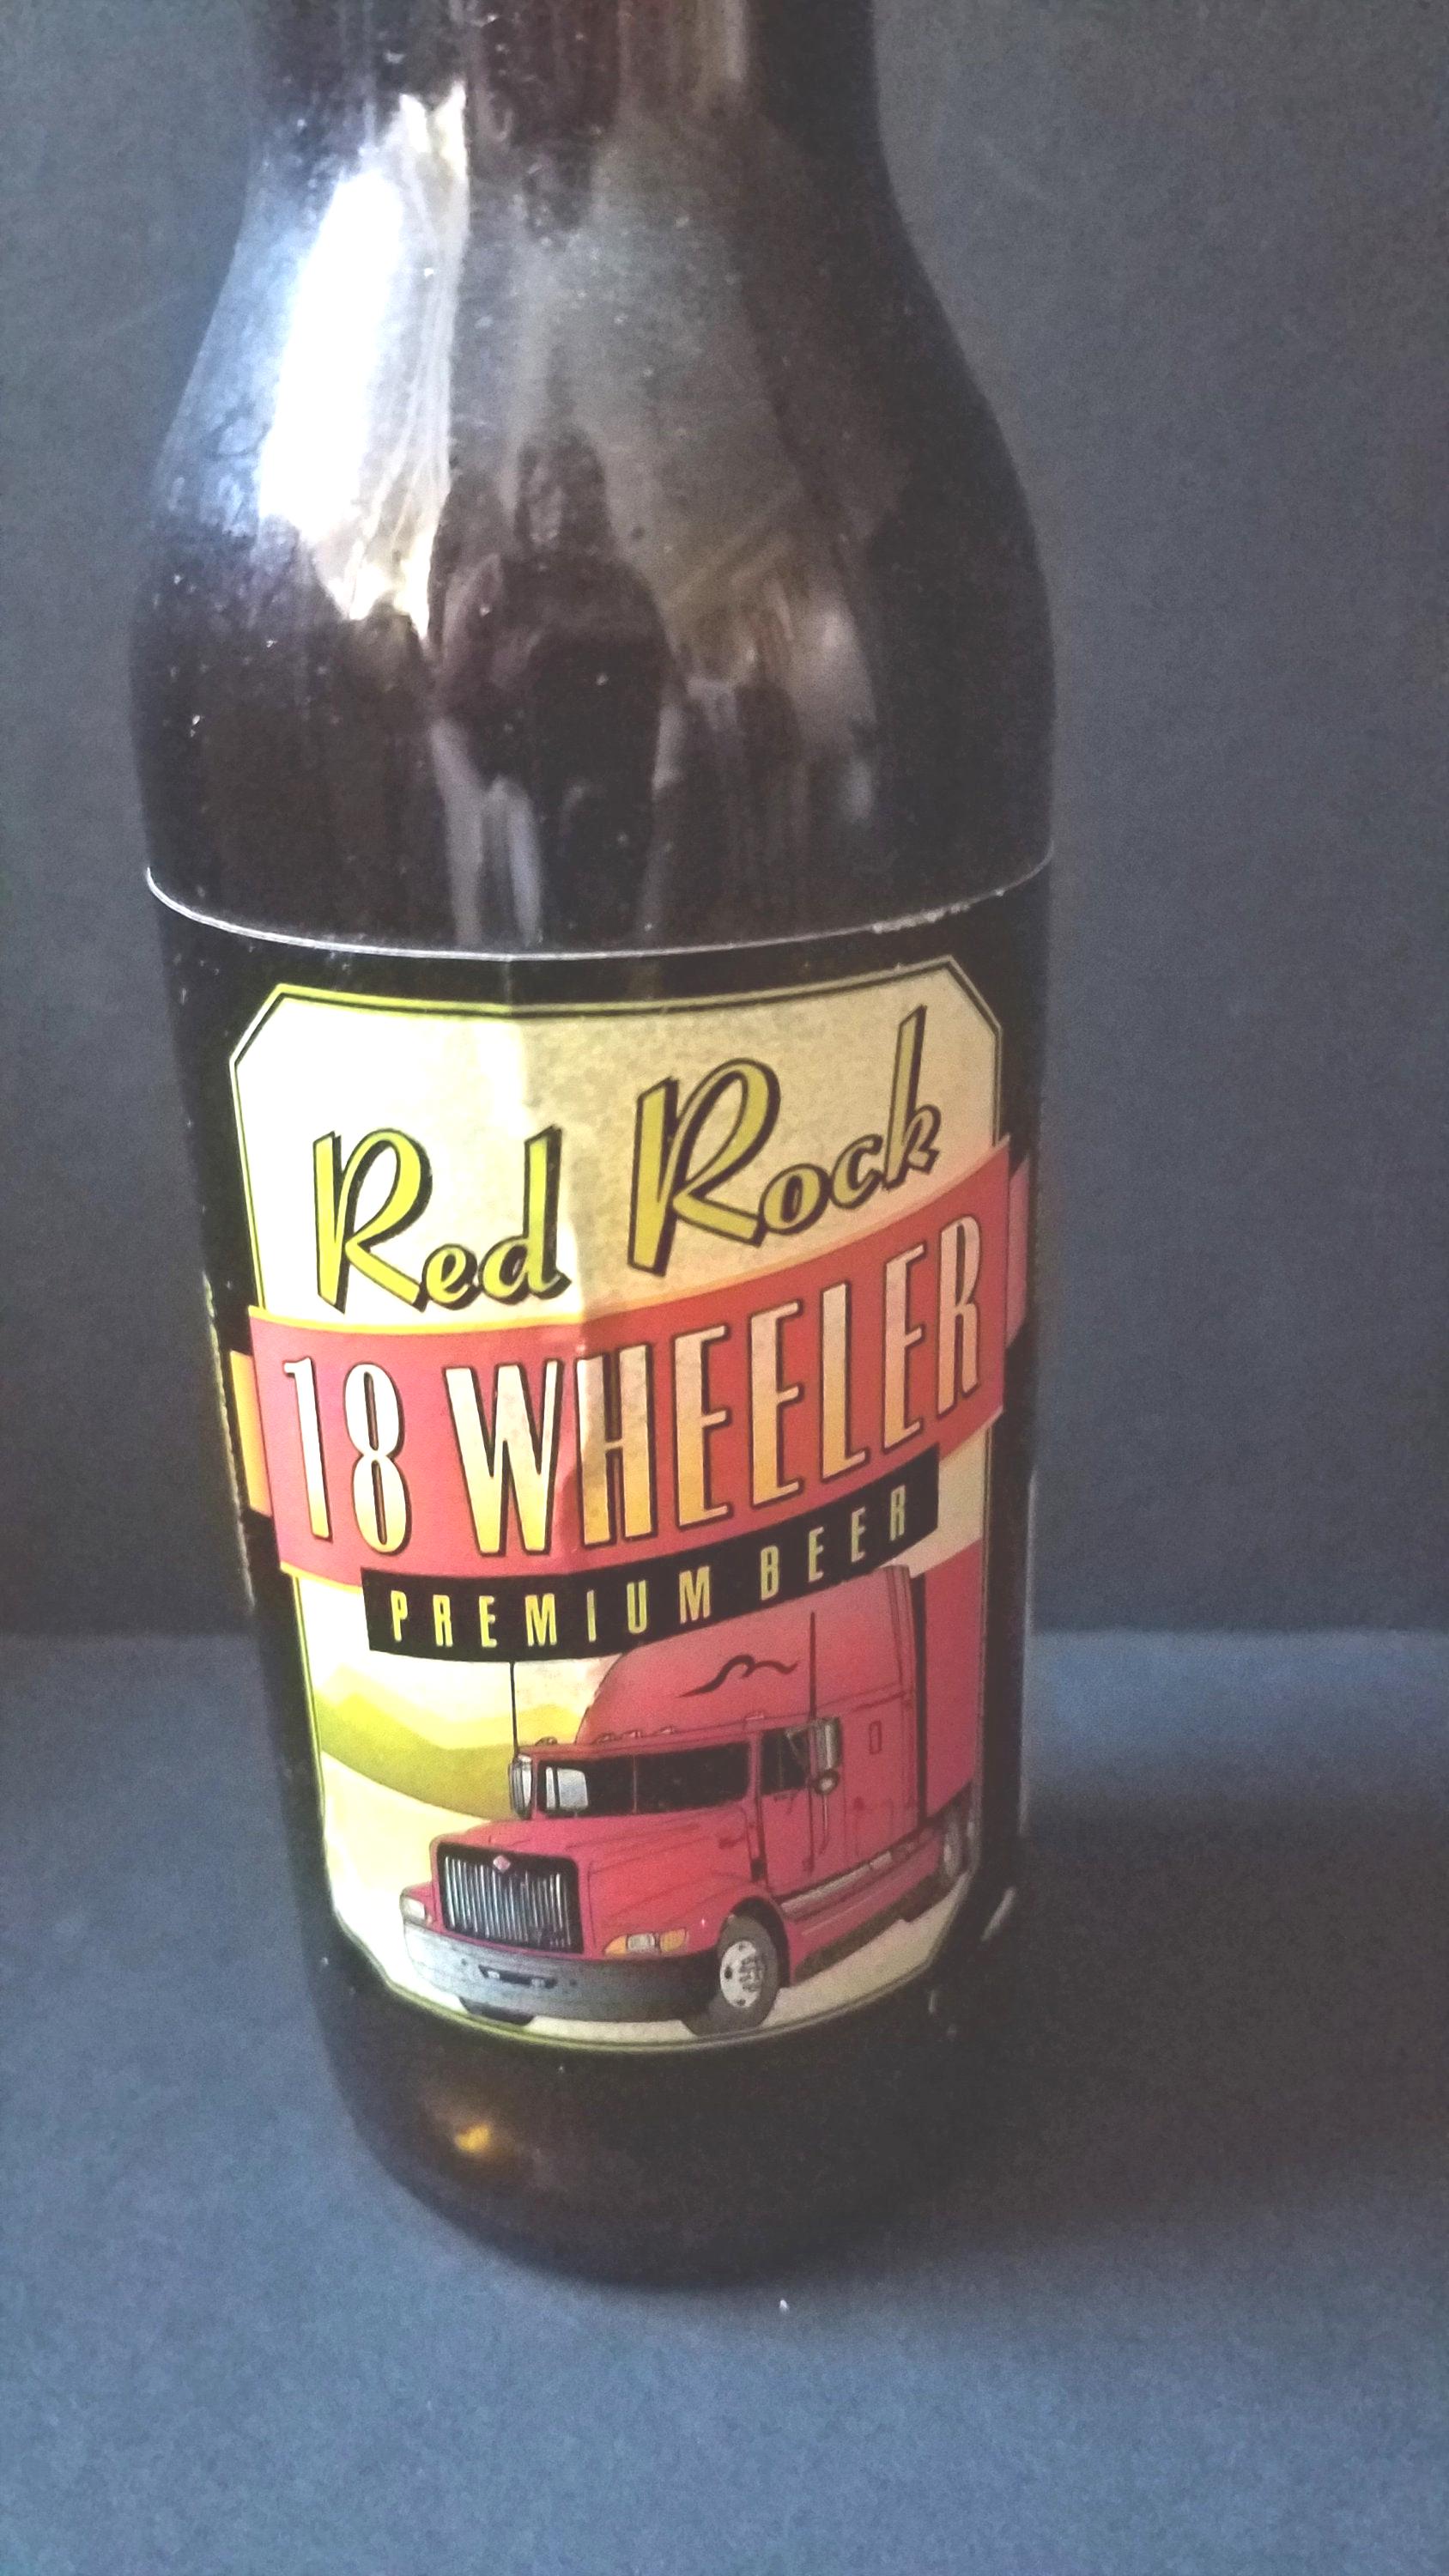 Red Rock
18 WHEELER
PREMIUM BEER